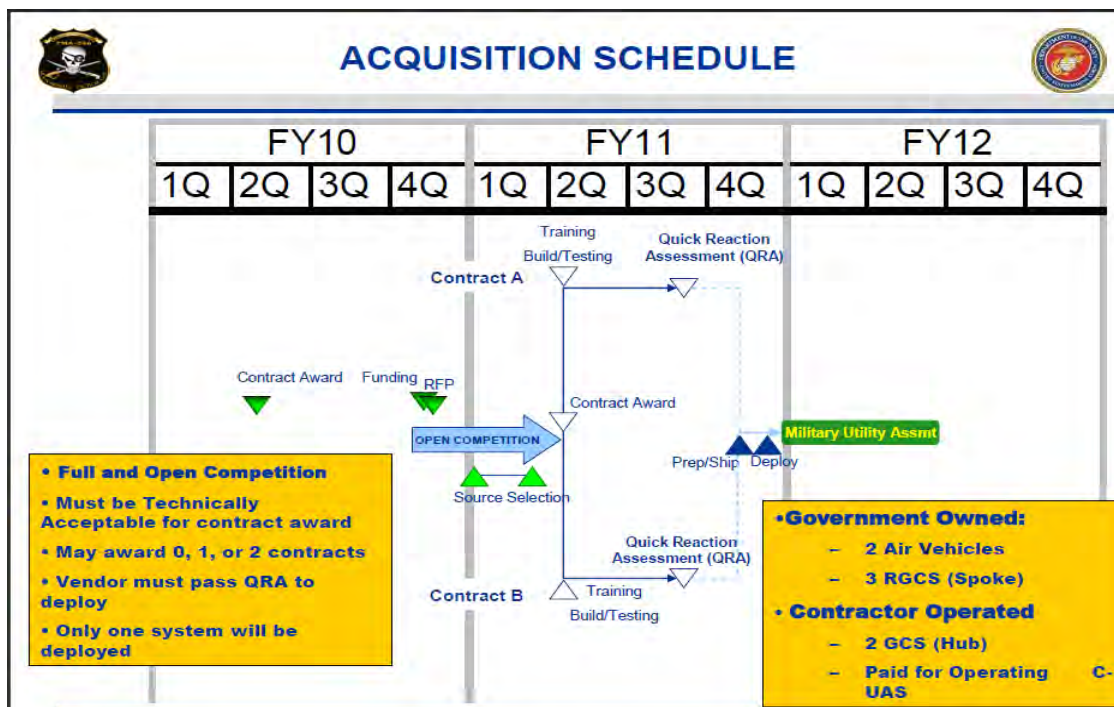 ACQUISITION SCHEDULE
FY10 FY11 FY12
1Q 2Q 3Q 4Q 1Q 2Q 3Q 4Q 1Q 2Q 3Q 4Q
Training
Build/Testing
Quick Reaction
Assessment (QRA)
Contract A
Contract Award
Funding
RFP
Contract Award
OPEN COMPETITION
Military Utility Assmt
Prep/Ship
Deploy
Source Selection
• Full and Open Competition
• Must be Technically
Acceptable for contract award
• May award 0, 1, or 2 contracts
• Vendor must pass QRA to
deploy
• Only one system will be
deployed
Quick Reaction
Assessment (QRA)
Contract B
Training
Build/Testing
•Government Owned:
– 2 Air Vehicles
– 3 RGCS (Spoke)
• Contractor Operated
– 2 GCS (Hub)
– Paid for Operating C-
UAS